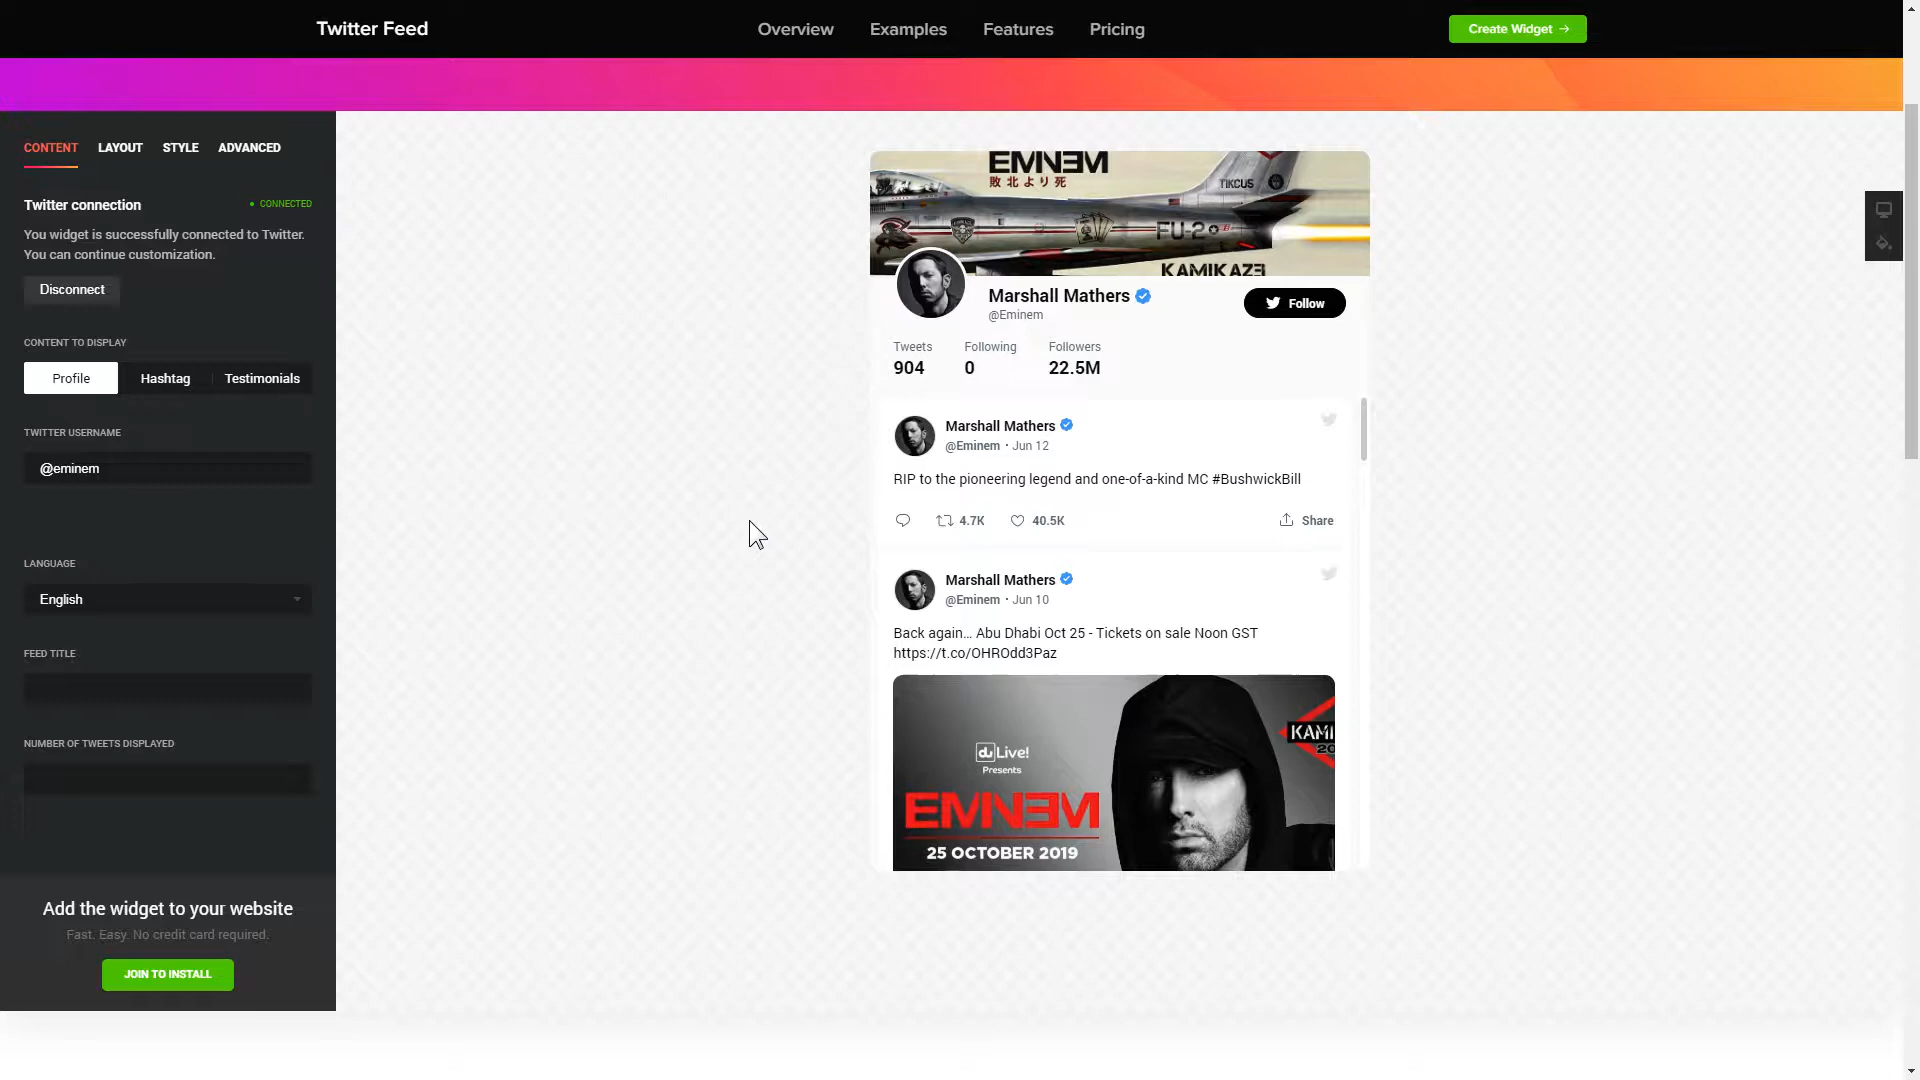 Twitter Feed
Overview
Examples
Features
Pricing
Create Widget →
CONTENT
LAYOUT
STYLE
ADVANCED
Twitter connection
• CONNECTED
You widget is successfully connected to Twitter.
You can continue customization.
Disconnect
CONTENT TO DISPLAY
Profile
Hashtag
Testimonials
TWITTER USERNAME
@eminem
LANGUAGE
English
FEED TITLE
NUMBER OF TWEETS DISPLAYED
Add the widget to your website
Fast. Easy. No credit card required.
JOIN TO INSTALL
EMINEM
敗北より死
TIKCUS
FU-2
KAMIKAZE
Marshall Mathers
@Eminem
Follow
Tweets
Following
Followers
904
0
22.5M
Marshall Mathers
@Eminem • Jun 12
RIP to the pioneering legend and one-of-a-kind MC #BushwickBill
4.7K
40.5K
Share
Marshall Mathers
@Eminem • Jun 10
Back again… Abu Dhabi Oct 25 - Tickets on sale Noon GST
https://t.co/OHROdd3Paz
du Live!
Presents
EMINEM
25 OCTOBER 2019
KAMI
20